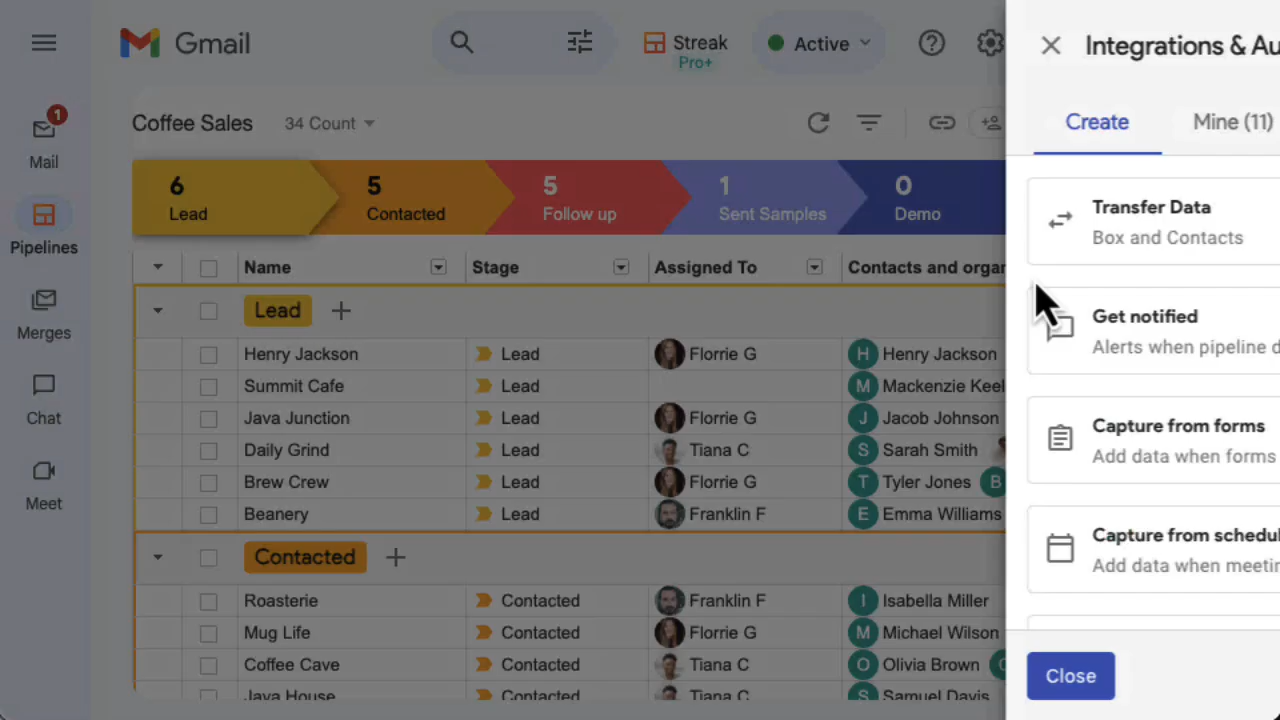 Gmail
Streak
Pro+
Active
Integrations & Au
1
Mail
Pipelines
Merges
Chat
Meet
Coffee Sales
34 Count
Create
Mine (11)
6
Lead
5
Contacted
5
Follow up
1
Sent Samples
0
Demo
Name
Stage
Assigned To
Contacts and organ
Lead
Henry Jackson Lead Florrie G H Henry Jackson
Summit Cafe Lead M Mackenzie Keel
Java Junction Lead Florrie G J Jacob Johnson
Daily Grind Lead Tiana C S Sarah Smith
Brew Crew Lead Florrie G T Tyler Jones B
Beanery Lead Franklin F E Emma Williams
Contacted
Roasterie Contacted Franklin F I Isabella Miller
Mug Life Contacted Florrie G M Michael Wilson
Coffee Cave Contacted Tiana C O Olivia Brown
Java House Contacted Tiana C S Samuel Davis
Transfer Data
Box and Contacts
Get notified
Alerts when pipeline d
Capture from forms
Add data when forms
Capture from schedul
Add data when meetin
Close